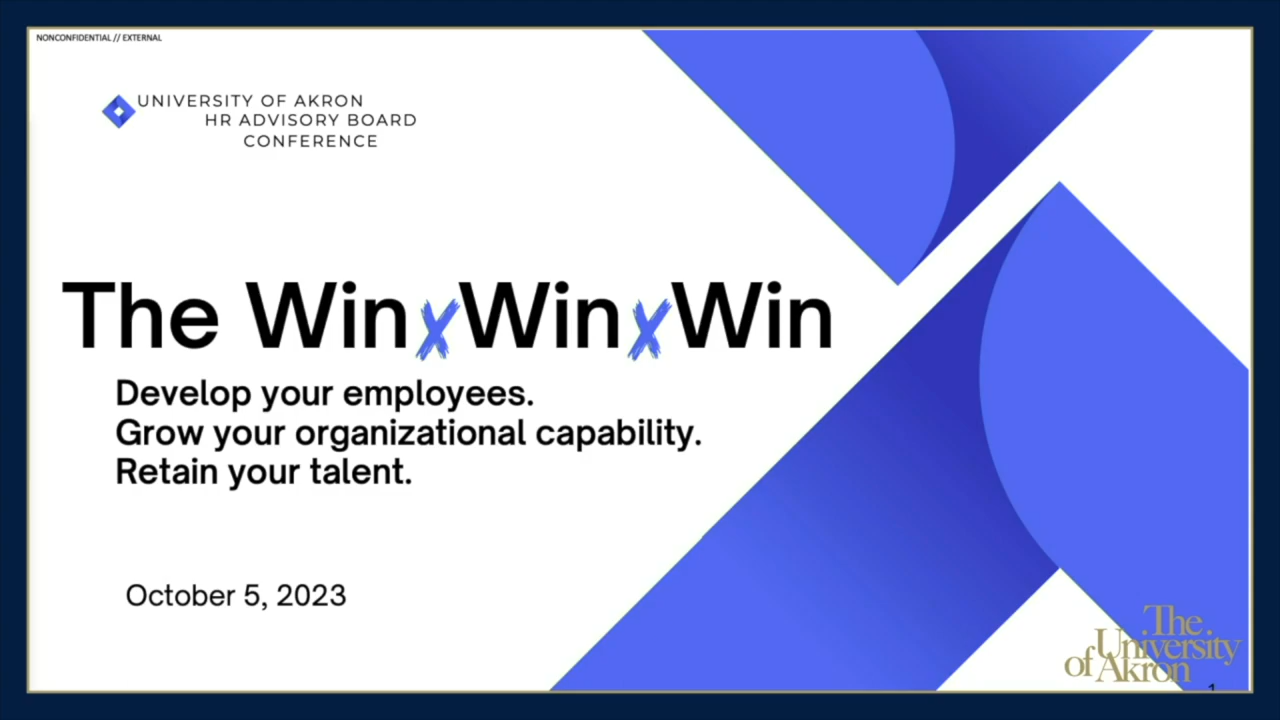 NONCONFIDENTIAL // EXTERNAL
UNIVERSITY OF AKRON
HR ADVISORY BOARD
CONFERENCE
The WinxWinxWin
Develop your employees.
Grow your organizational capability.
Retain your talent.
October 5, 2023
The
University
of Akron
1